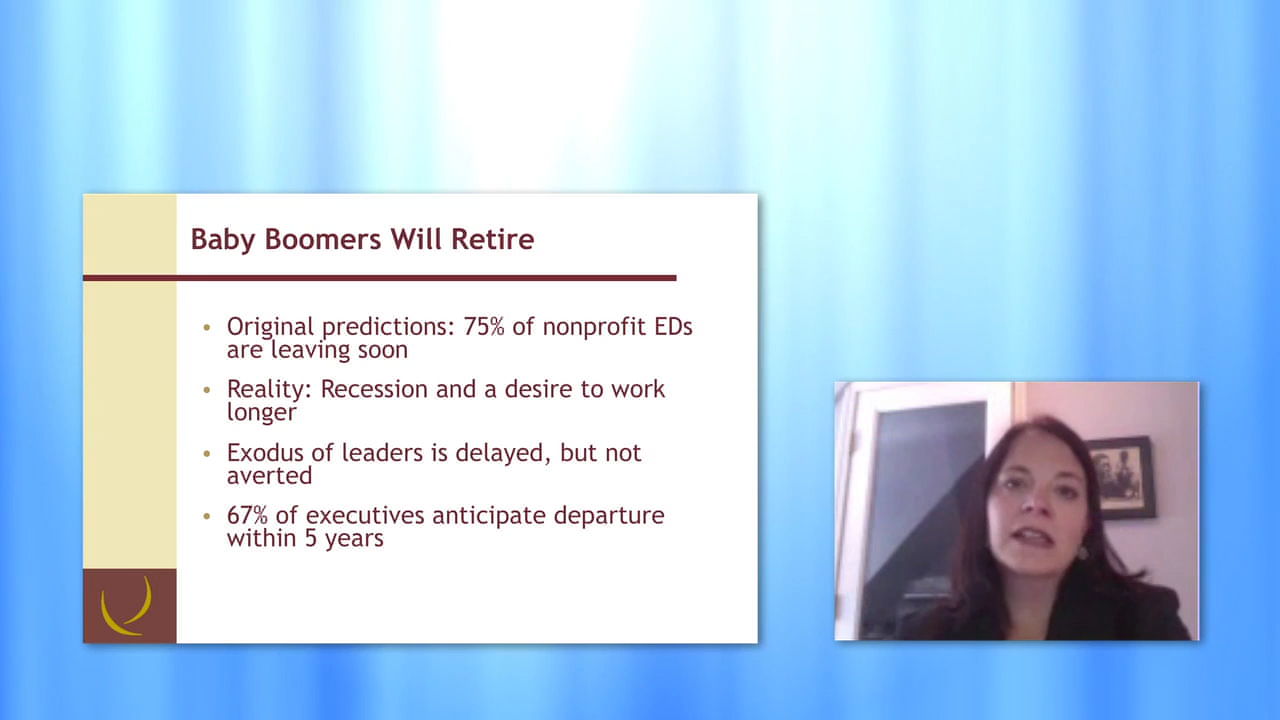 Baby Boomers Will Retire
• Original predictions: 75% of nonprofit EDs
are leaving soon
• Reality: Recession and a desire to work
longer
• Exodus of leaders is delayed, but not
averted
• 67% of executives anticipate departure
within 5 years